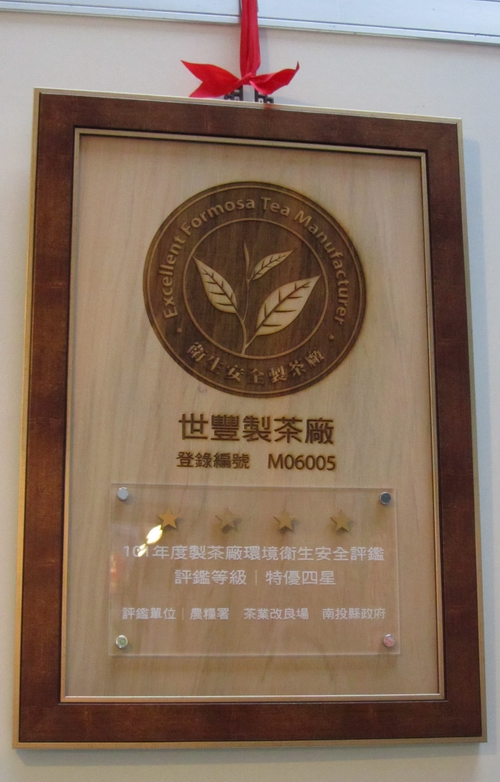 Excellent Formosa Tea Manufacturer
衛生安全製茶廠
世豐製茶廠
登錄編號 M06005
101年度製茶廠環境衛生安全評鑑
評鑑等級｜特優四星
評鑑單位｜農糧署 茶業改良場 南投縣政府